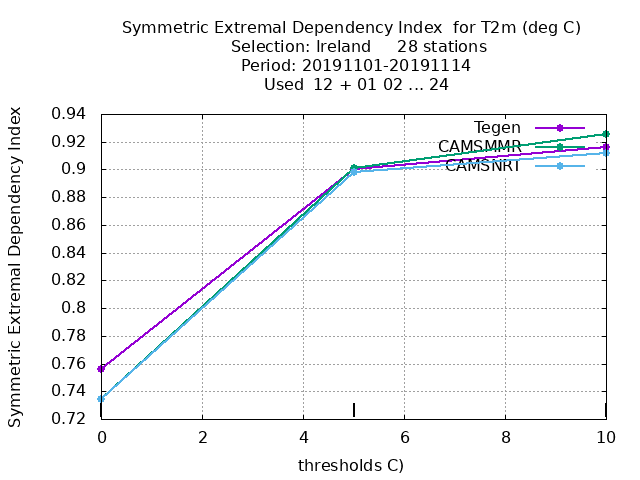 Symmetric Extremal Dependency Index for T2m (deg C)
Selection: Ireland 28 stations
Period: 20191101-20191114
Used 12 + 01 02 ... 24
Symmetric Extremal Dependency Index
0.94
0.92
0.9
0.88
0.86
0.84
0.82
0.8
0.78
0.76
0.74
0.72
Tegen
CAMSMMR
CAMSNRT
0 2 4 6 8 10
thresholds C)